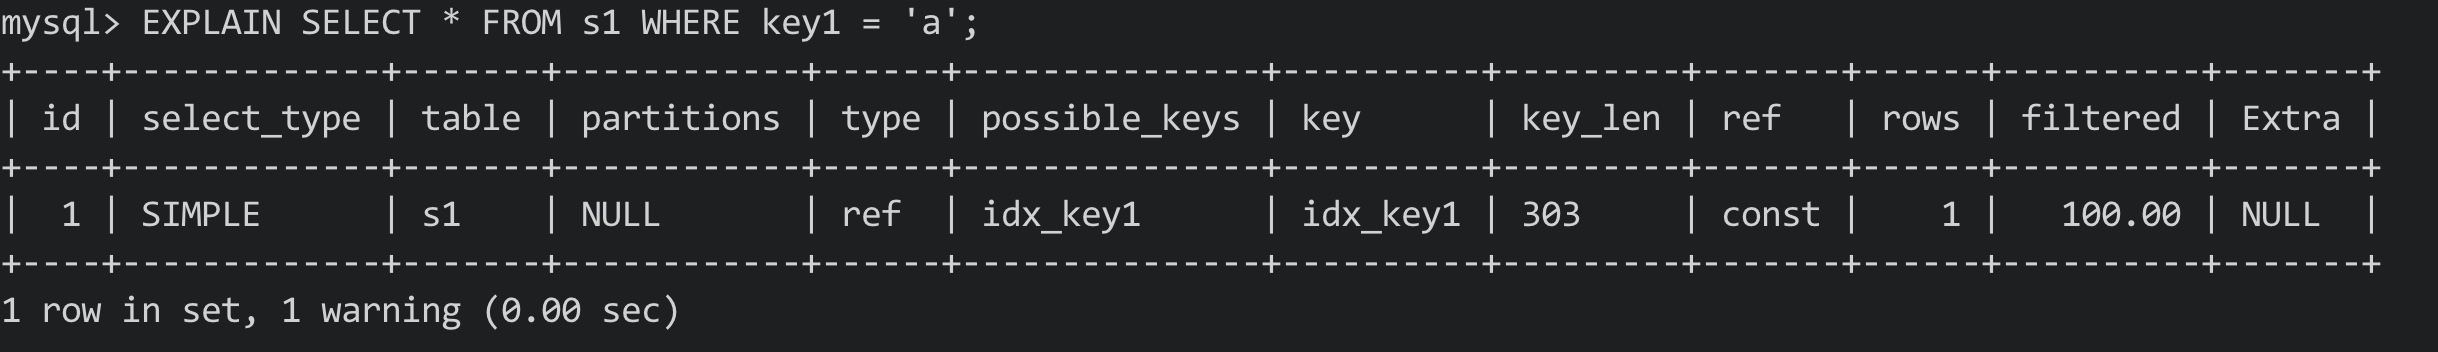 mysql> EXPLAIN SELECT * FROM s1 WHERE key1 = 'a';
+----+-------------+-------+------------+------+---------------+----------+---------+-------+------+----------+-------+
| id | select_type | table | partitions | type | possible_keys | key      | key_len | ref   | rows | filtered | Extra |
+----+-------------+-------+------------+------+---------------+----------+---------+-------+------+----------+-------+
|  1 | SIMPLE      | s1    | NULL       | ref  | idx_key1      | idx_key1 | 303     | const |    1 |   100.00 | NULL  |
+----+-------------+-------+------------+------+---------------+----------+---------+-------+------+----------+-------+
1 row in set, 1 warning (0.00 sec)